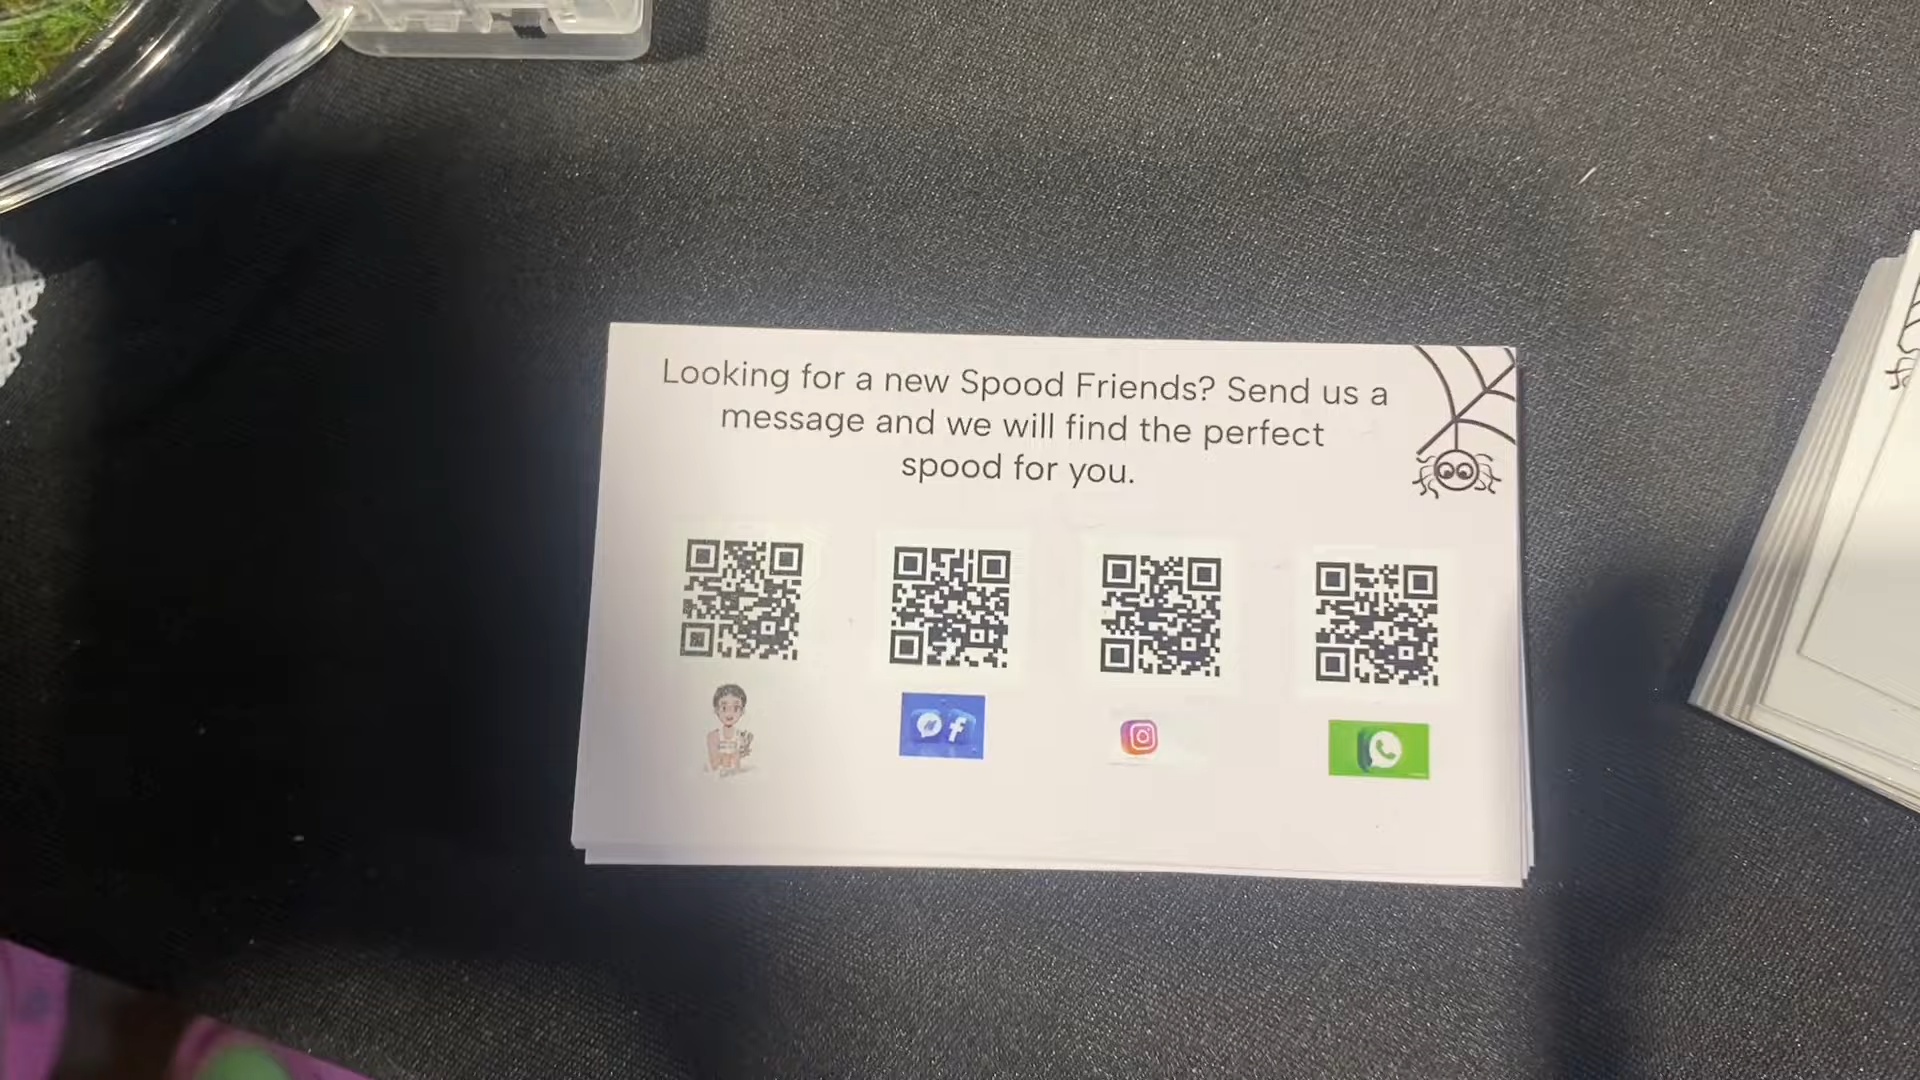 Looking for a new Spood Friends? Send us a
message and we will find the perfect
spood for you.